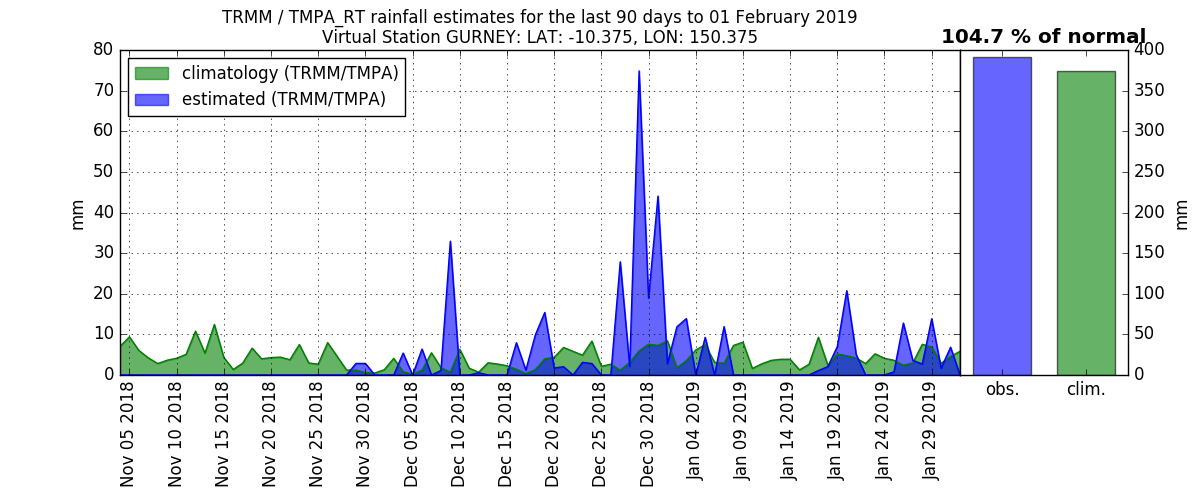 TRMM / TMPA_RT rainfall estimates for the last 90 days to 01 February 2019
Virtual Station GURNEY: LAT: -10.375, LON: 150.375
104.7 % of normal
climatology (TRMM/TMPA)
estimated (TRMM/TMPA)
80
70
60
50
40
30
20
10
0
mm
Nov 05 2018
Nov 10 2018
Nov 15 2018
Nov 20 2018
Nov 25 2018
Nov 30 2018
Dec 05 2018
Dec 10 2018
Dec 15 2018
Dec 20 2018
Dec 25 2018
Dec 30 2018
Jan 04 2019
Jan 09 2019
Jan 14 2019
Jan 19 2019
Jan 24 2019
Jan 29 2019
400
350
300
250
200
150
100
50
0
mm
obs.
clim.